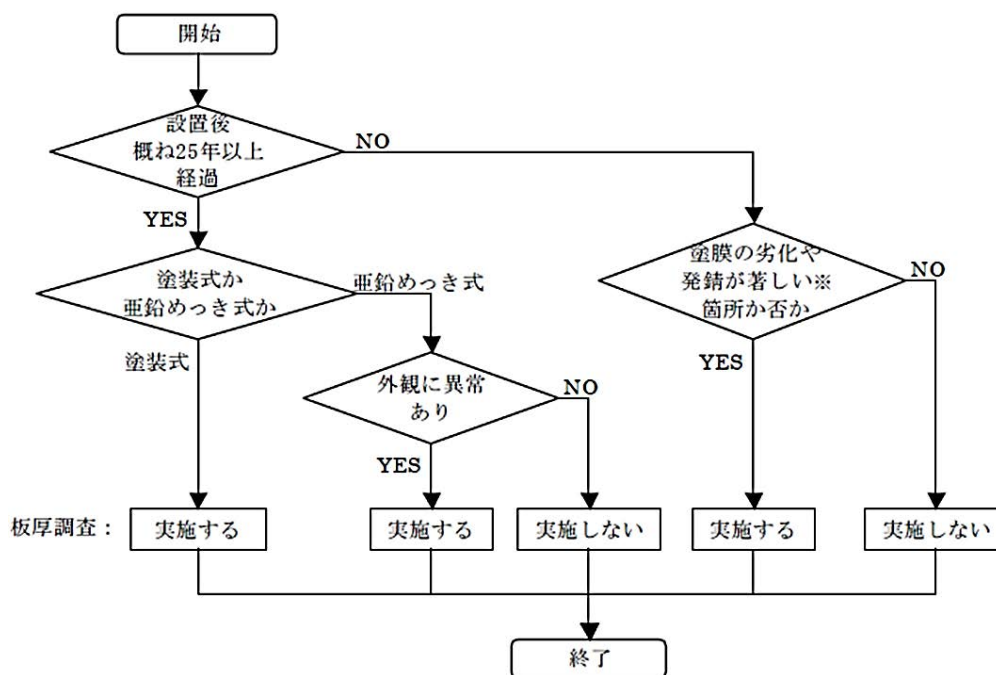 開始
設置後
概ね25年以上
経過
NO
YES
塗装式か
亜鉛めっき式か
亜鉛めっき式
塗膜の劣化や
発錆が著しい※
箇所か否か
NO
塗装式
YES
外観に異常
あり
NO
YES
板厚調査：
実施する
実施する
実施しない
実施する
実施しない
終了